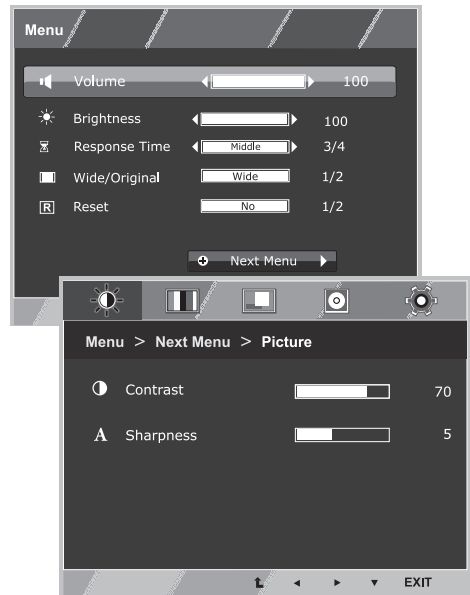 Menu
Volume 100
Brightness 100
Response Time Middle 3/4
Wide/Original Wide 1/2
R Reset No 1/2
Next Menu
Menu > Next Menu > Picture
Contrast 70
A Sharpness 5
EXIT